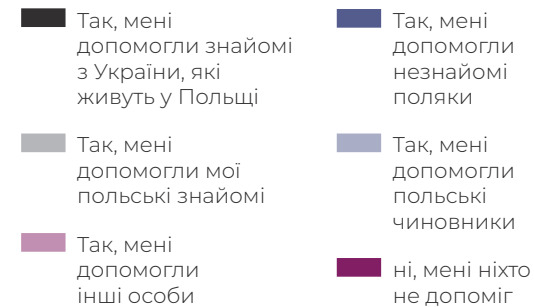 Так, мені
допомогли знайомі
з України, які
живуть у Польщі
Так, мені
допомогли мої
польські знайомі
Так, мені
допомогли
інші особи
Так, мені
допомогли
незнайомі
поляки
Так, мені
допомогли
польські
чиновники
ні, мені ніхто
не допоміг